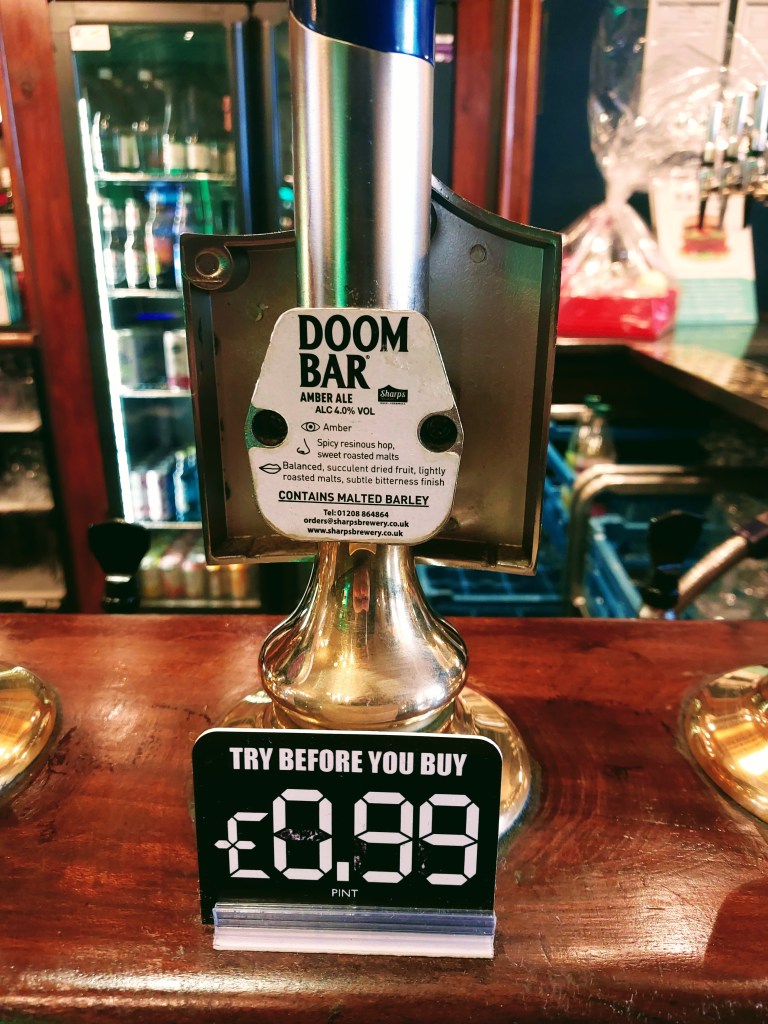 DOOM
BAR®
AMBER ALE
Sharp's
ALC 4.0% VOL
Amber
Spicy resinous hop,
sweet roasted malts
Balanced, succulent dried fruit, lightly
roasted malts, subtle bitterness finish
CONTAINS MALTED BARLEY
Tel: 01208 864864
orders@sharpsbrewery.co.uk
www.sharpsbrewery.co.uk
TRY BEFORE YOU BUY
£0.99
PINT